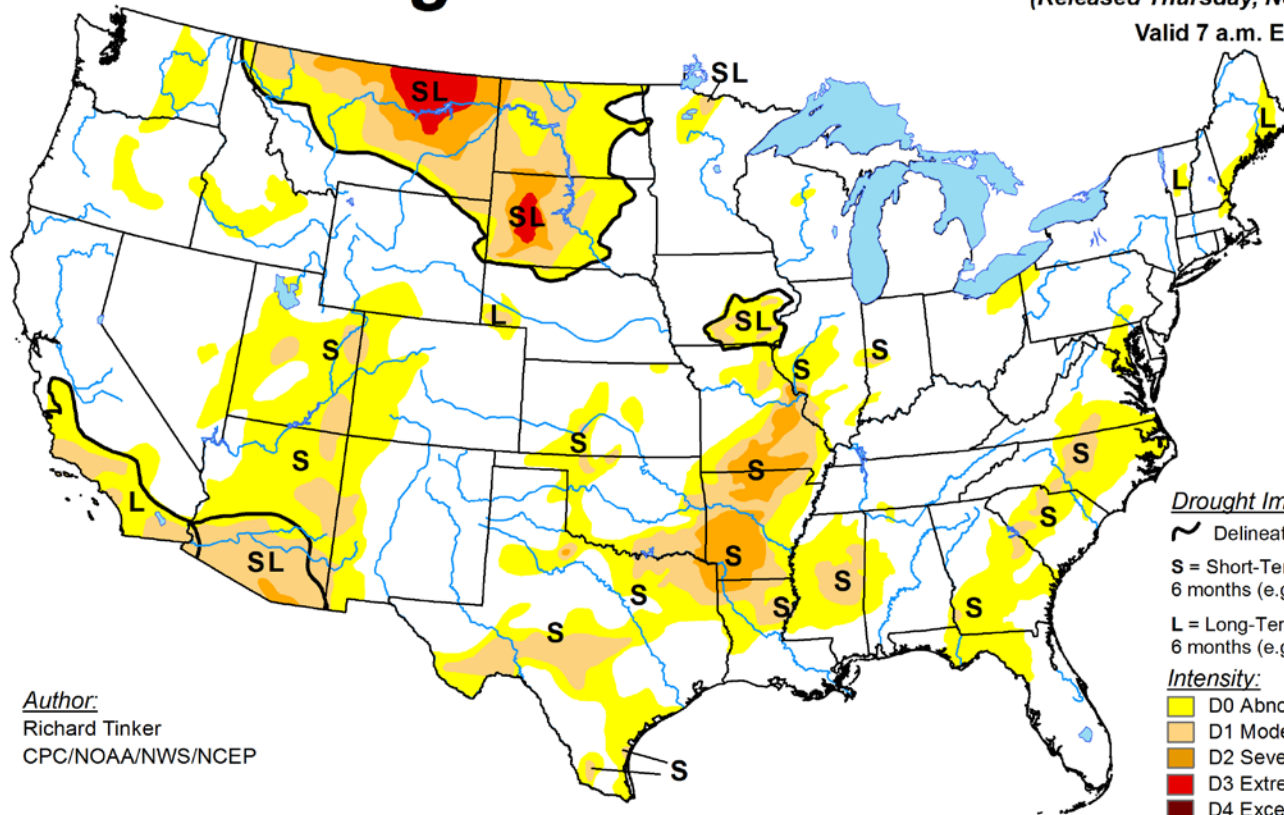 (Released Thursday,
Valid 7 a.m. E
SL
SL
L
SL
L
L
SL
S
S
S
S
S
S
S
L
SL
S
S
S
S
S
S
S
S
S
S
Drought Im
Delineat
S = Short-Ter
6 months (e.g
L = Long-Ter
6 months (e.g
Intensity:
D0 Abno
D1 Mode
D2 Seve
D3 Extre
D4 Exce
Author:
Richard Tinker
CPC/NOAA/NWS/NCEP